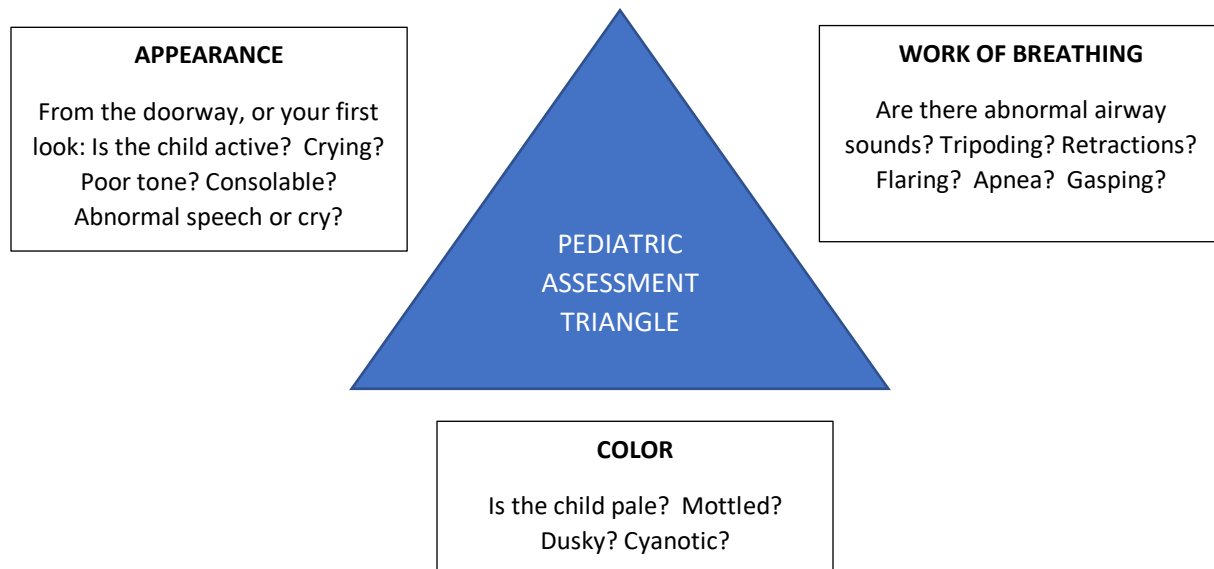 APPEARANCE
From the doorway, or your first
look: Is the child active? Crying?
Poor tone? Consolable?
Abnormal speech or cry?
WORK OF BREATHING
Are there abnormal airway
sounds? Tripoding? Retractions?
Flaring? Apnea? Gasping?
PEDIATRIC
ASSESSMENT
TRIANGLE
COLOR
Is the child pale? Mottled?
Dusky? Cyanotic?